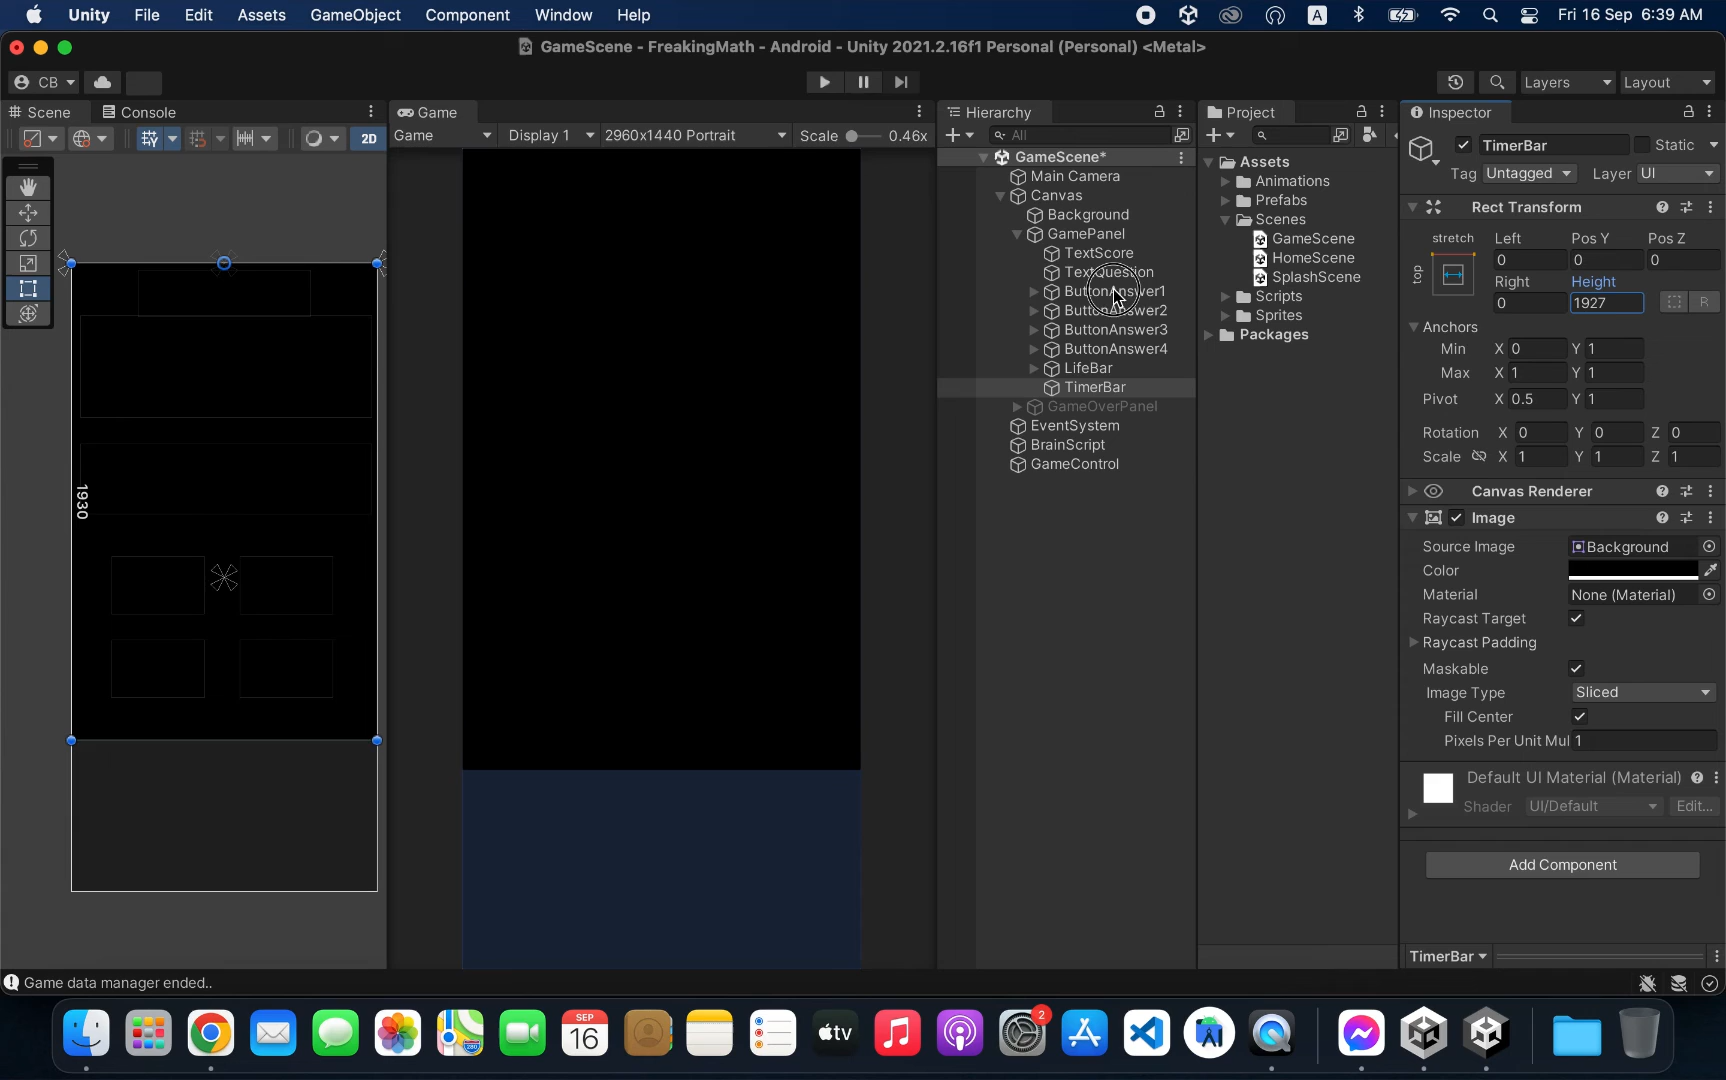 Unity File Edit Assets GameObject Component Window Help A Fri 16 Sep 6:39 AM
GameScene - FreakingMath - Android - Unity 2021.2.16f1 Personal (Personal) <Metal>
CB Layers Layout
Scene Console Game Hierarchy Project Inspector
2D Game Display 1 2960x1440 Portrait Scale 0.46x All
TimerBar Static
Tag Untagged Layer UI
GameScene*
Main Camera
Canvas
Background
GamePanel
TextScore
TextQuestion
ButtonAnswer1
ButtonAnswer2
ButtonAnswer3
ButtonAnswer4
LifeBar
TimerBar
GameOverPanel
EventSystem
BrainScript
GameControl
Assets
Animations
Prefabs
Scenes
GameScene
HomeScene
SplashScene
Scripts
Sprites
Packages
Rect Transform
stretch Left Pos Y Pos Z
top 0 0 0
Right Height
0 1927 R
Anchors
Min X 0 Y 1
Max X 1 Y 1
Pivot X 0.5 Y 1
Rotation X 0 Y 0 Z 0
Scale X 1 Y 1 Z 1
Canvas Renderer
Image
Source Image Background
Color
Material None (Material)
Raycast Target
Raycast Padding
Maskable
Image Type Sliced
Fill Center
Pixels Per Unit Mul 1
Default UI Material (Material)
Shader UI/Default Edit...
Add Component
TimerBar
1930
Game data manager ended..
SEP
16
tv
2